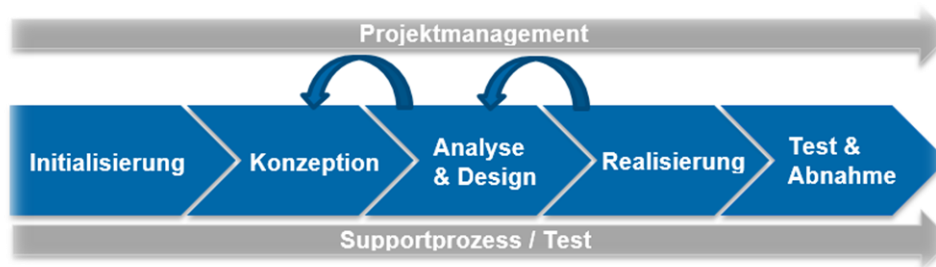 Projektmanagement
Initialisierung
Konzeption
Analyse
& Design
Realisierung
Test &
Abnahme
Supportprozess / Test